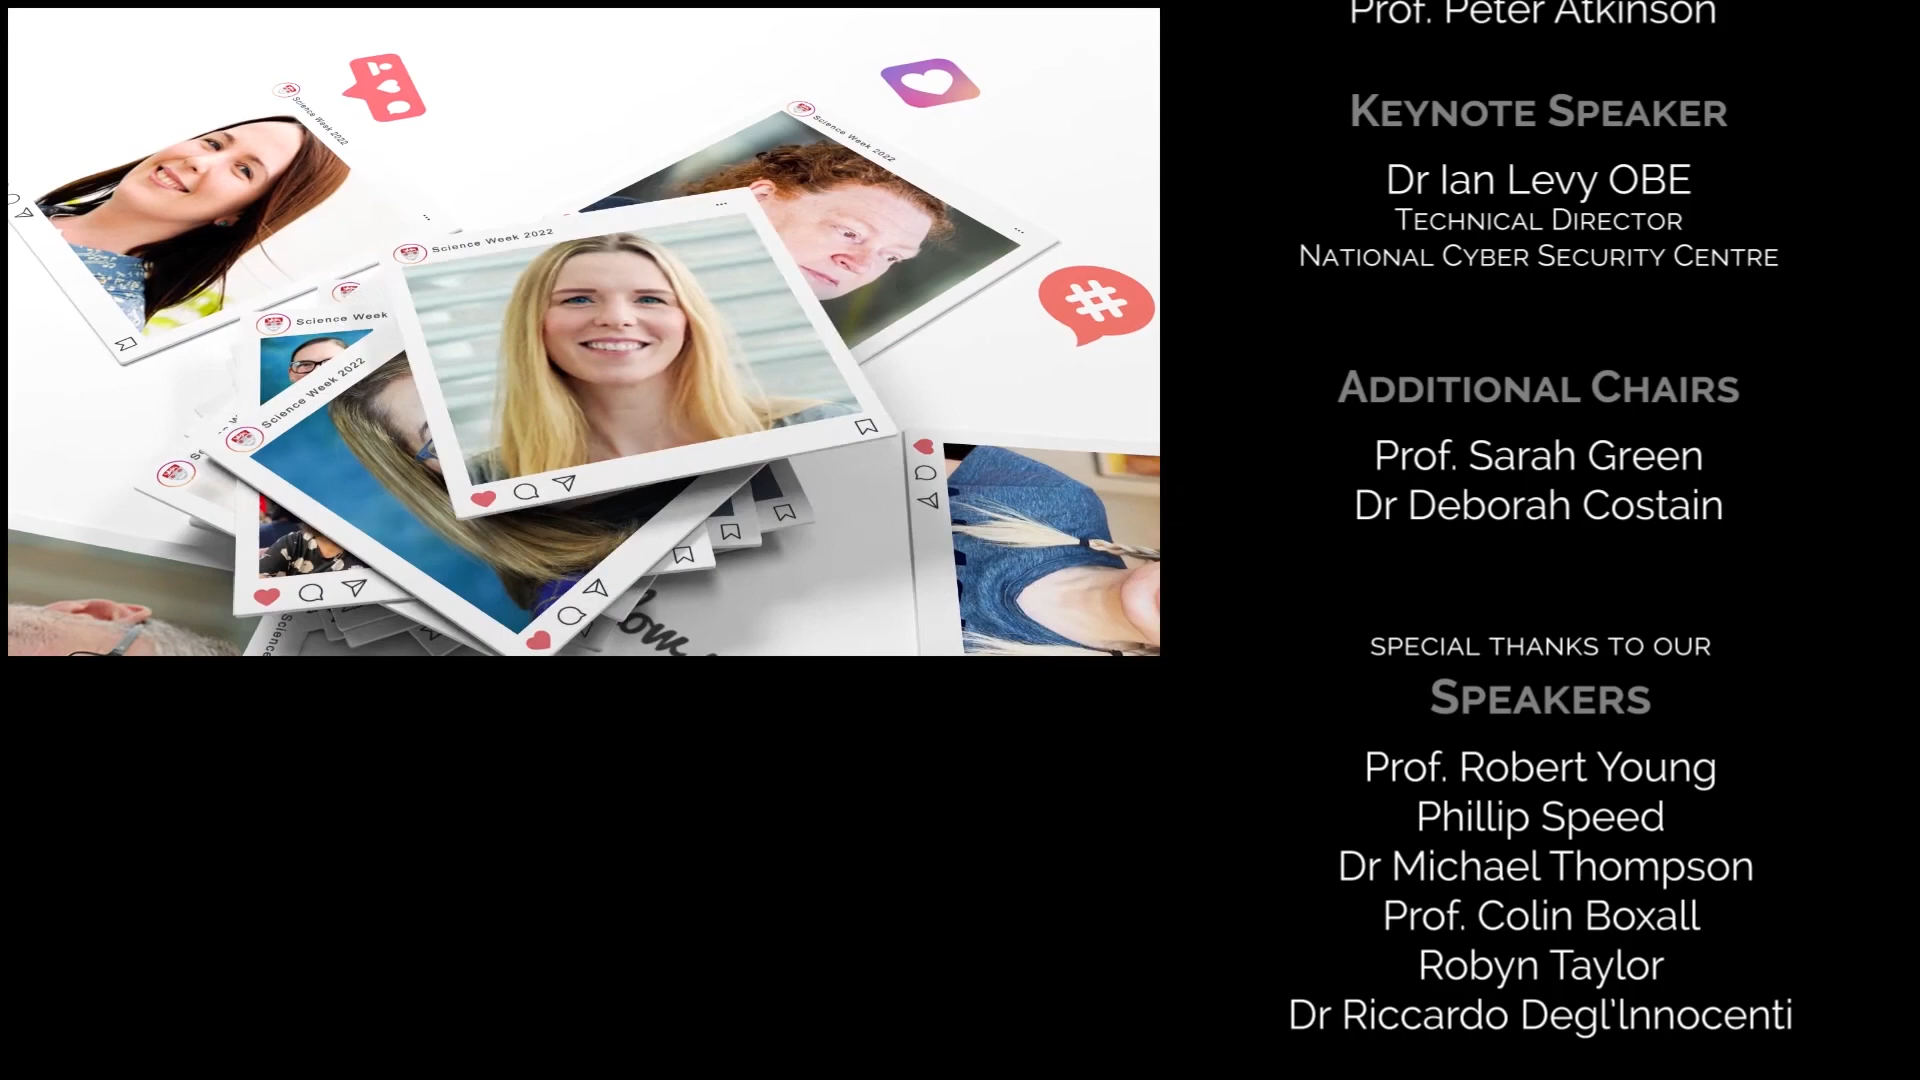 Science Week 2022
Science Week 2022
Science Week 2022
Science Week
Science Week 2022
Science
Prof. Peter Atkinson
KEYNOTE SPEAKER
Dr Ian Levy OBE
TECHNICAL DIRECTOR
NATIONAL CYBER SECURITY CENTRE
ADDITIONAL CHAIRS
Prof. Sarah Green
Dr Deborah Costain
SPECIAL THANKS TO OUR
SPEAKERS
Prof. Robert Young
Phillip Speed
Dr Michael Thompson
Prof. Colin Boxall
Robyn Taylor
Dr Riccardo Degl'lnnocenti